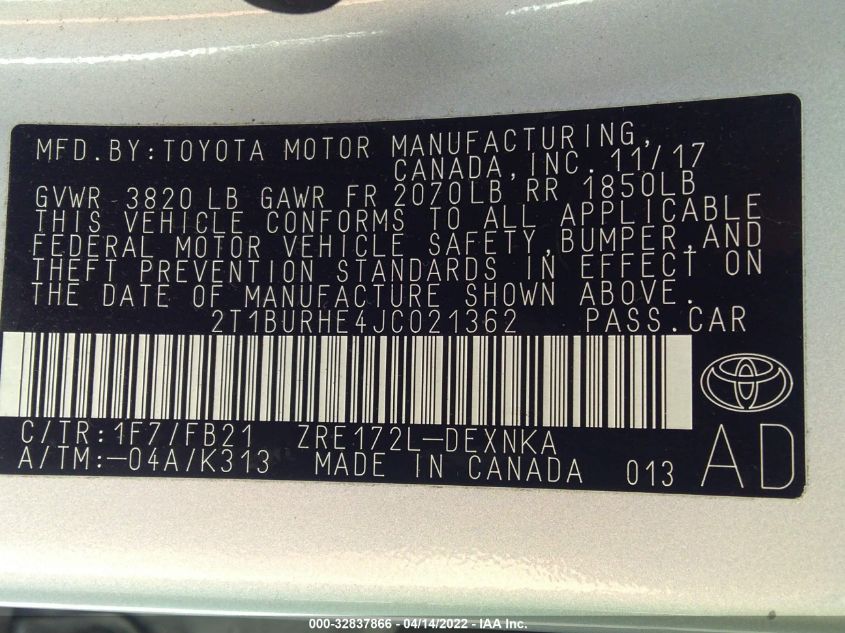 MFD.BY:TOYOTA MOTOR MANUFACTURING,
CANADA,INC. 11/17
GVWR 3820 LB GAWR FR 2070LB RR 1850LB
THIS VEHICLE CONFORMS TO ALL APPLICABLE
FEDERAL MOTOR VEHICLE SAFETY,BUMPER,AND
THEFT PREVENTION STANDARDS IN EFFECT ON
THE DATE OF MANUFACTURE SHOWN ABOVE.
2T1BURHE4JC021362 PASS.CAR
C/TR:1F7/FB21 ZRE172L-DEXNKA
A/TM:-04A/K313 MADE IN CANADA 013
AD
000-32837866 - 04/14/2022 - IAA Inc.